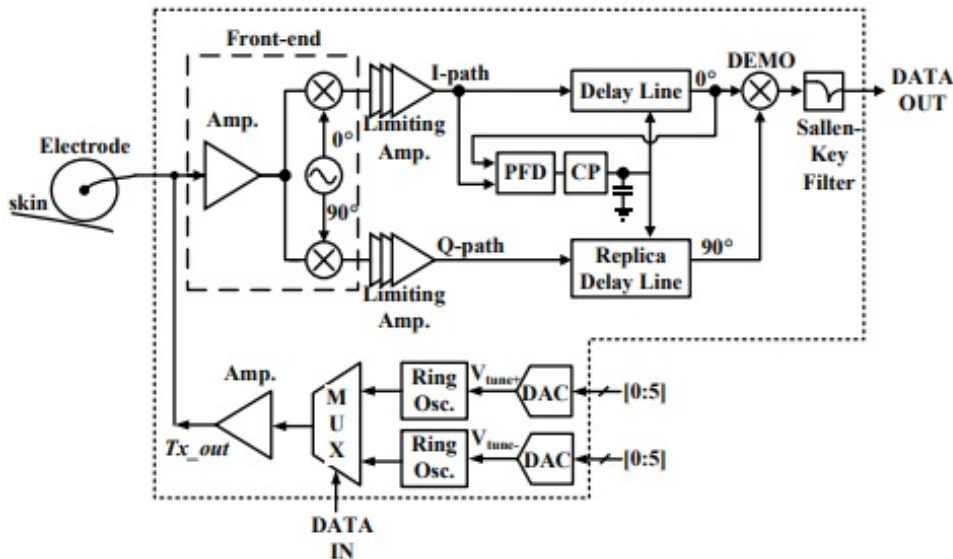 Front-end
Amp.
0°
90°
Electrode
skin
I-path
Limiting
Amp.
Delay Line
0°
DEMO
DATA
OUT
Sallen-
Key
Filter
PFD
CP
Q-path
Limiting
Amp.
Replica
Delay Line
90°
Amp.
Tx_out
MUX
Ring
Osc.
Vtune+
DAC
[0:5]
Ring
Osc.
Vtune-
DAC
[0:5]
DATA
IN